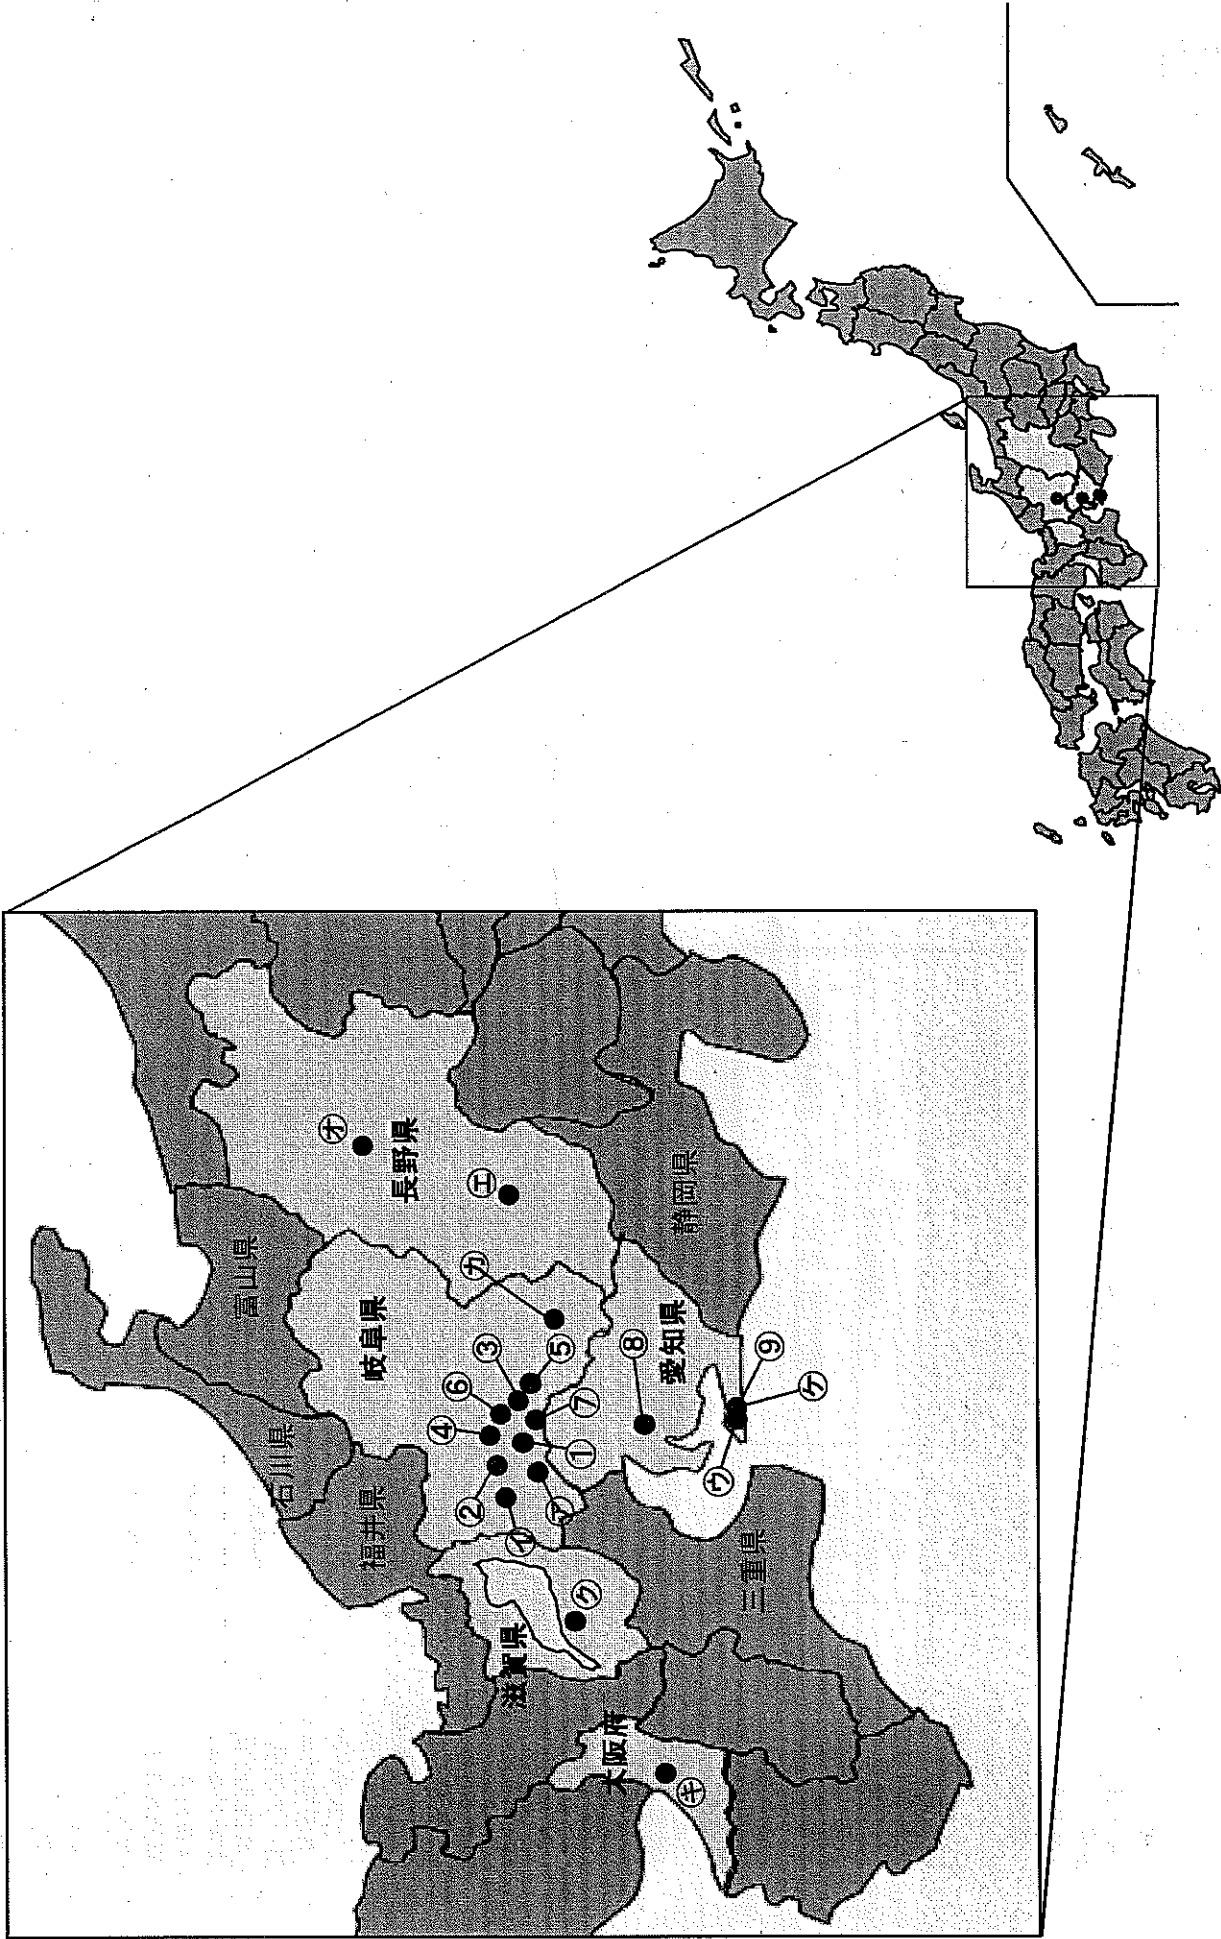 富山県
石川県
福井県
岐阜県
長野県
静岡県
愛知県
三重県
滋賀県
大阪府
㋔
㋓
㋕
③
⑤
⑥
④
⑦
①
②
㋐
㋑
⑧
⑨
㋘
㋒
㋗
㋖